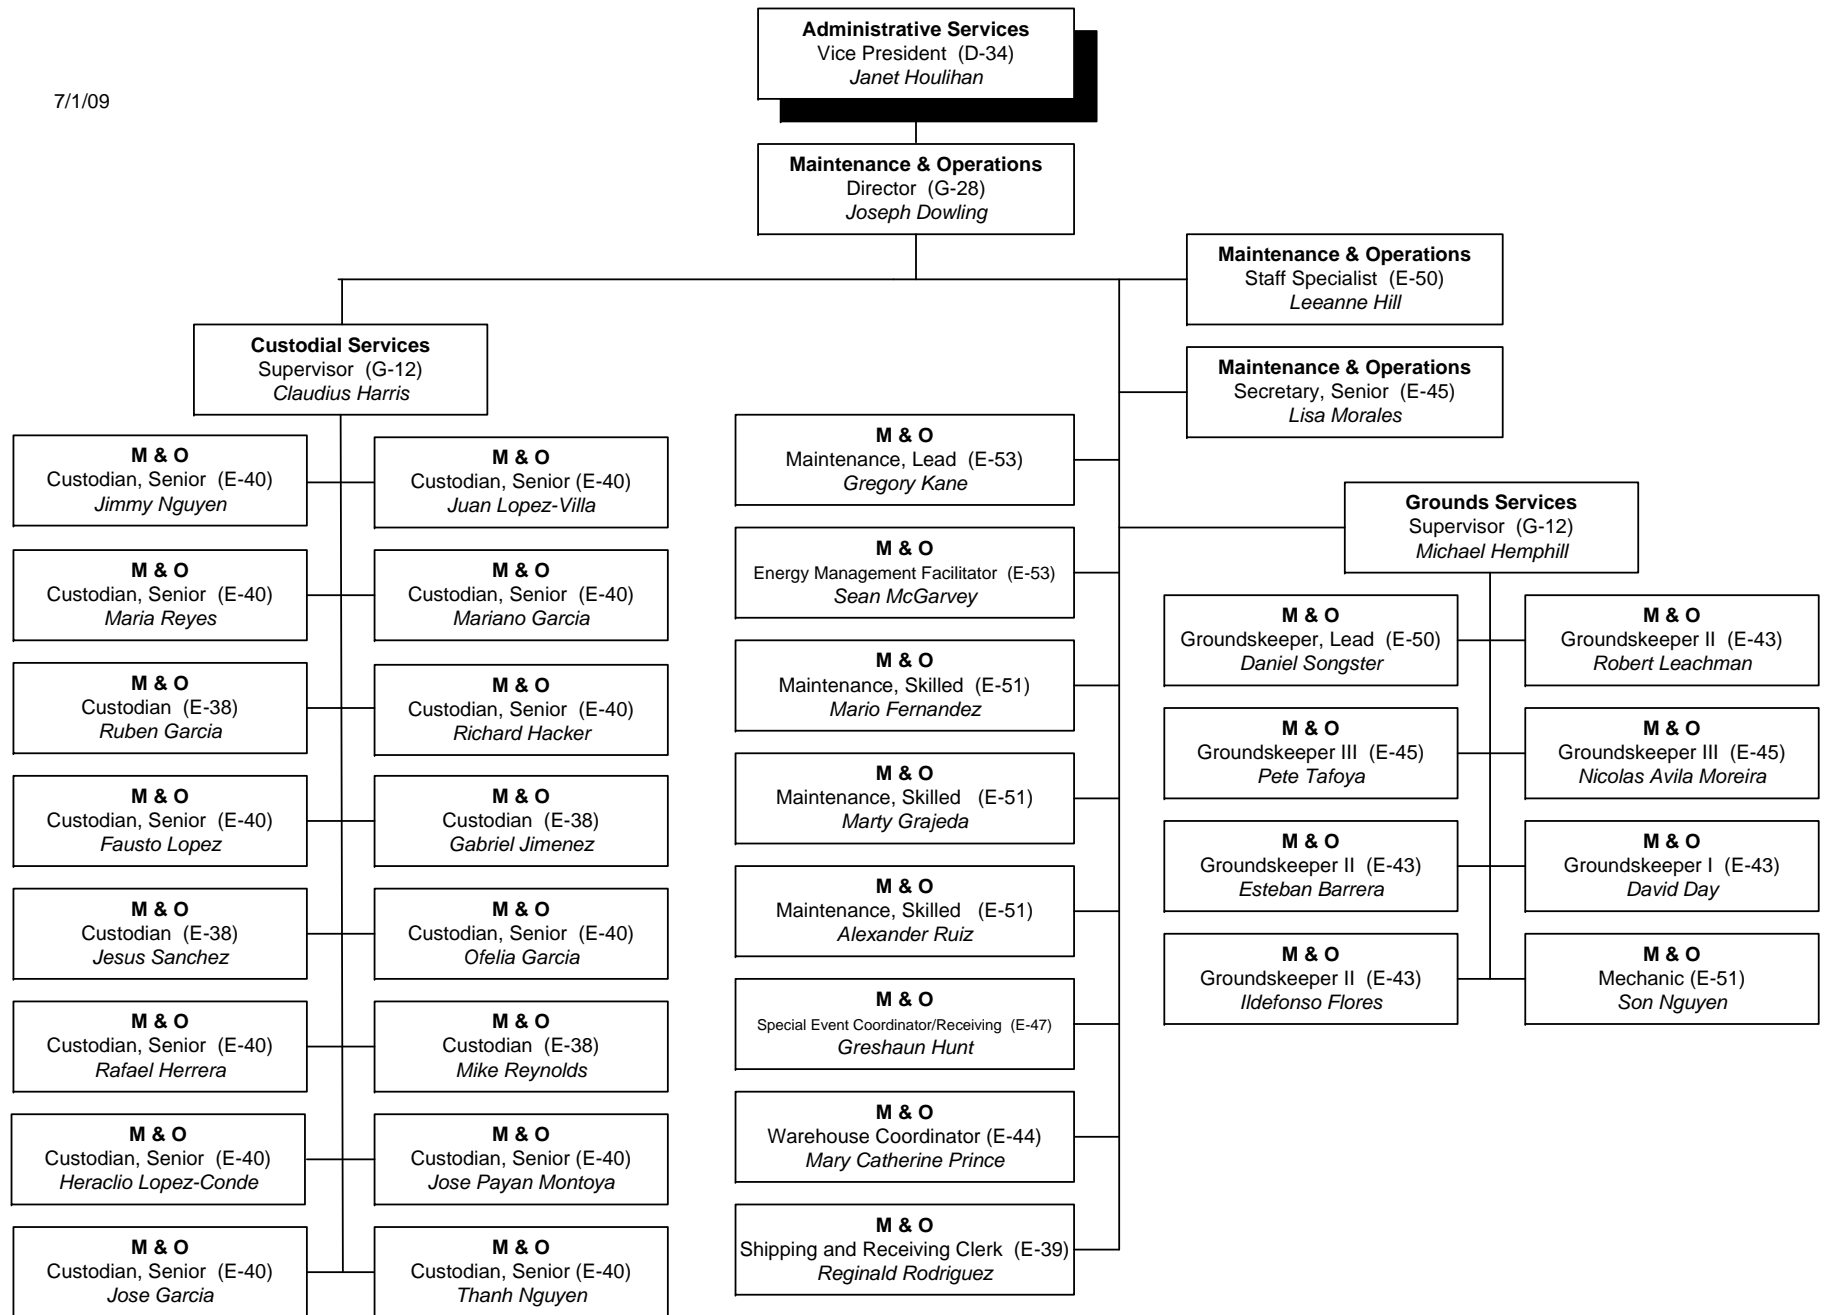 Administrative Services
Vice President (D-34)
Janet Houlihan
7/1/09
Maintenance & Operations
Director (G-28)
Joseph Dowling
Maintenance & Operations
Staff Specialist (E-50)
Leeanne Hill
Maintenance & Operations
Secretary, Senior (E-45)
Lisa Morales
Custodial Services
Supervisor (G-12)
Claudius Harris
M & O
Custodian, Senior (E-40)
Jimmy Nguyen
M & O
Custodian, Senior (E-40)
Juan Lopez-Villa
M & O
Custodian, Senior (E-40)
Maria Reyes
M & O
Custodian, Senior (E-40)
Mariano Garcia
M & O
Custodian (E-38)
Ruben Garcia
M & O
Custodian, Senior (E-40)
Richard Hacker
M & O
Custodian, Senior (E-40)
Fausto Lopez
M & O
Custodian (E-38)
Gabriel Jimenez
M & O
Custodian (E-38)
Jesus Sanchez
M & O
Custodian, Senior (E-40)
Ofelia Garcia
M & O
Custodian, Senior (E-40)
Rafael Herrera
M & O
Custodian (E-38)
Mike Reynolds
M & O
Custodian, Senior (E-40)
Heraclio Lopez-Conde
M & O
Custodian, Senior (E-40)
Jose Payan Montoya
M & O
Custodian, Senior (E-40)
Jose Garcia
M & O
Custodian, Senior (E-40)
Thanh Nguyen
M & O
Maintenance, Lead (E-53)
Gregory Kane
M & O
Energy Management Facilitator (E-53)
Sean McGarvey
M & O
Maintenance, Skilled (E-51)
Mario Fernandez
M & O
Maintenance, Skilled (E-51)
Marty Grajeda
M & O
Maintenance, Skilled (E-51)
Alexander Ruiz
M & O
Special Event Coordinator/Receiving (E-47)
Greshaun Hunt
M & O
Warehouse Coordinator (E-44)
Mary Catherine Prince
M & O
Shipping and Receiving Clerk (E-39)
Reginald Rodriguez
Grounds Services
Supervisor (G-12)
Michael Hemphill
M & O
Groundskeeper, Lead (E-50)
Daniel Songster
M & O
Groundskeeper II (E-43)
Robert Leachman
M & O
Groundskeeper III (E-45)
Pete Tafoya
M & O
Groundskeeper III (E-45)
Nicolas Avila Moreira
M & O
Groundskeeper II (E-43)
Esteban Barrera
M & O
Groundskeeper I (E-43)
David Day
M & O
Groundskeeper II (E-43)
Ildefonso Flores
M & O
Mechanic (E-51)
Son Nguyen